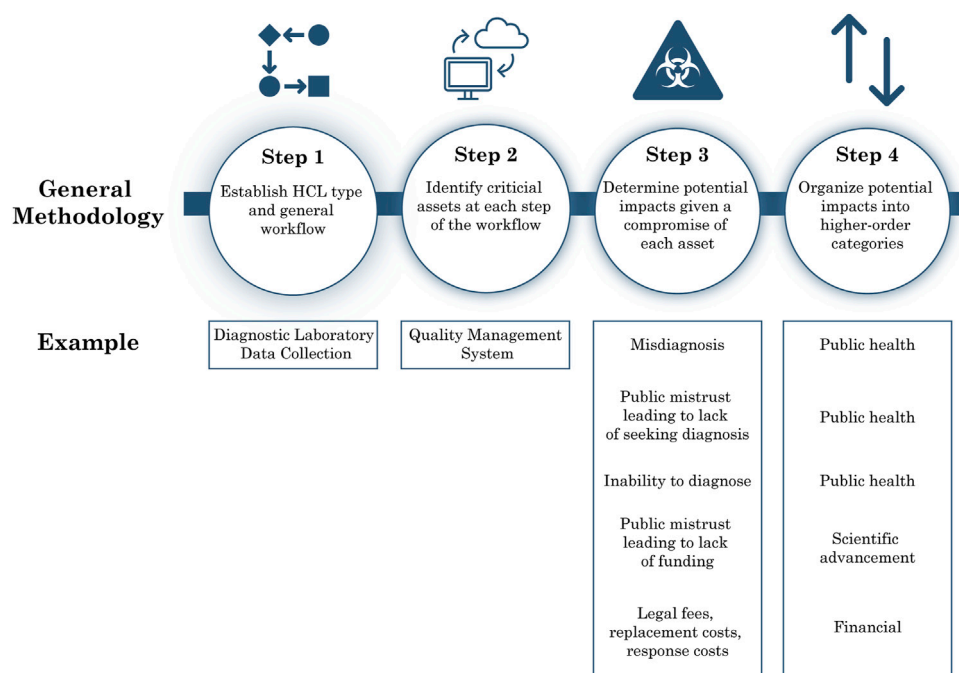 General
Methodology
Step 1
Establish HCL type
and general
workflow
Step 2
Identify criticial
assets at each step
of the workflow
Step 3
Determine potential
impacts given a
compromise of
each asset
Step 4
Organize potential
impacts into
higher-order
categories
Example
Diagnostic Laboratory
Data Collection
Quality Management
System
Misdiagnosis
Public health
Public mistrust
leading to lack
of seeking diagnosis
Public health
Inability to diagnose
Public health
Public mistrust
leading to lack
of funding
Scientific
advancement
Legal fees,
replacement costs,
response costs
Financial